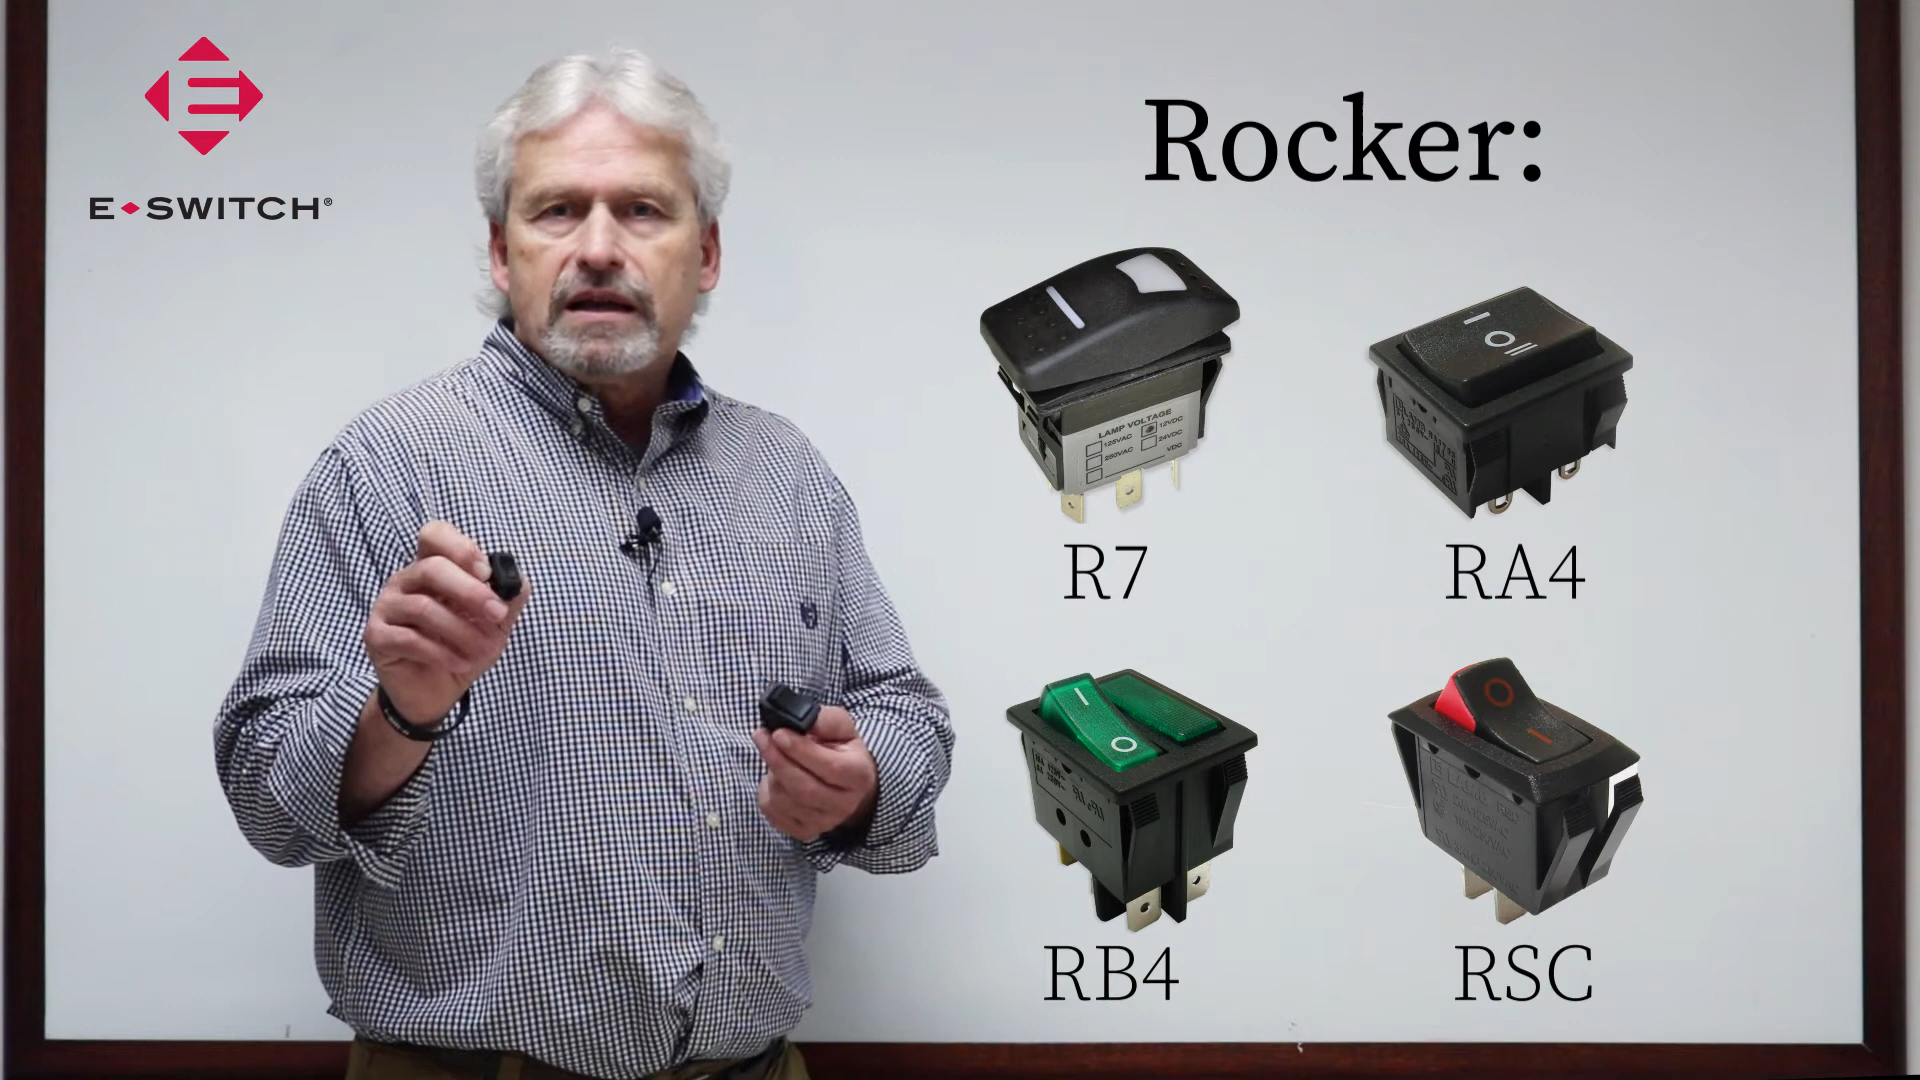 E SWITCH®
Rocker:
LAMP VOLTAGE
125VAC
12VDC
250VAC
24VDC
VDC
R7
RA4
RB4
RSC